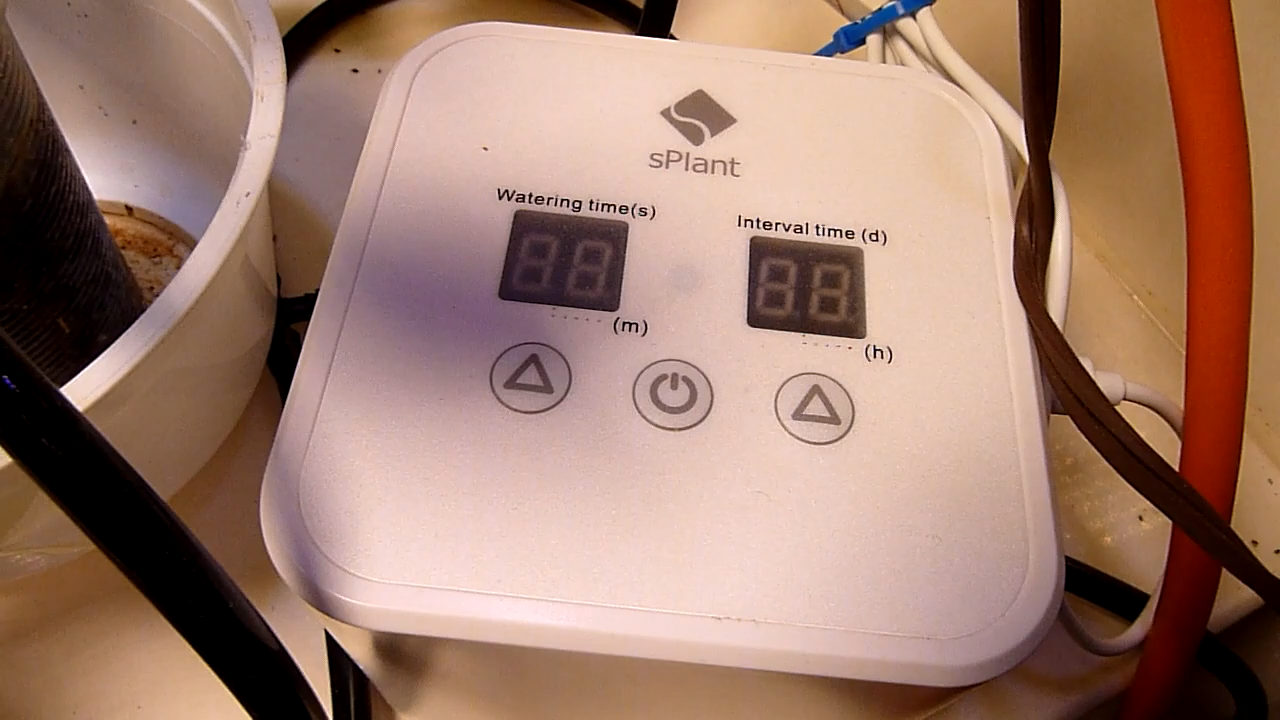 sPlant
Watering time(s)
Interval time (d)
(m)
(h)